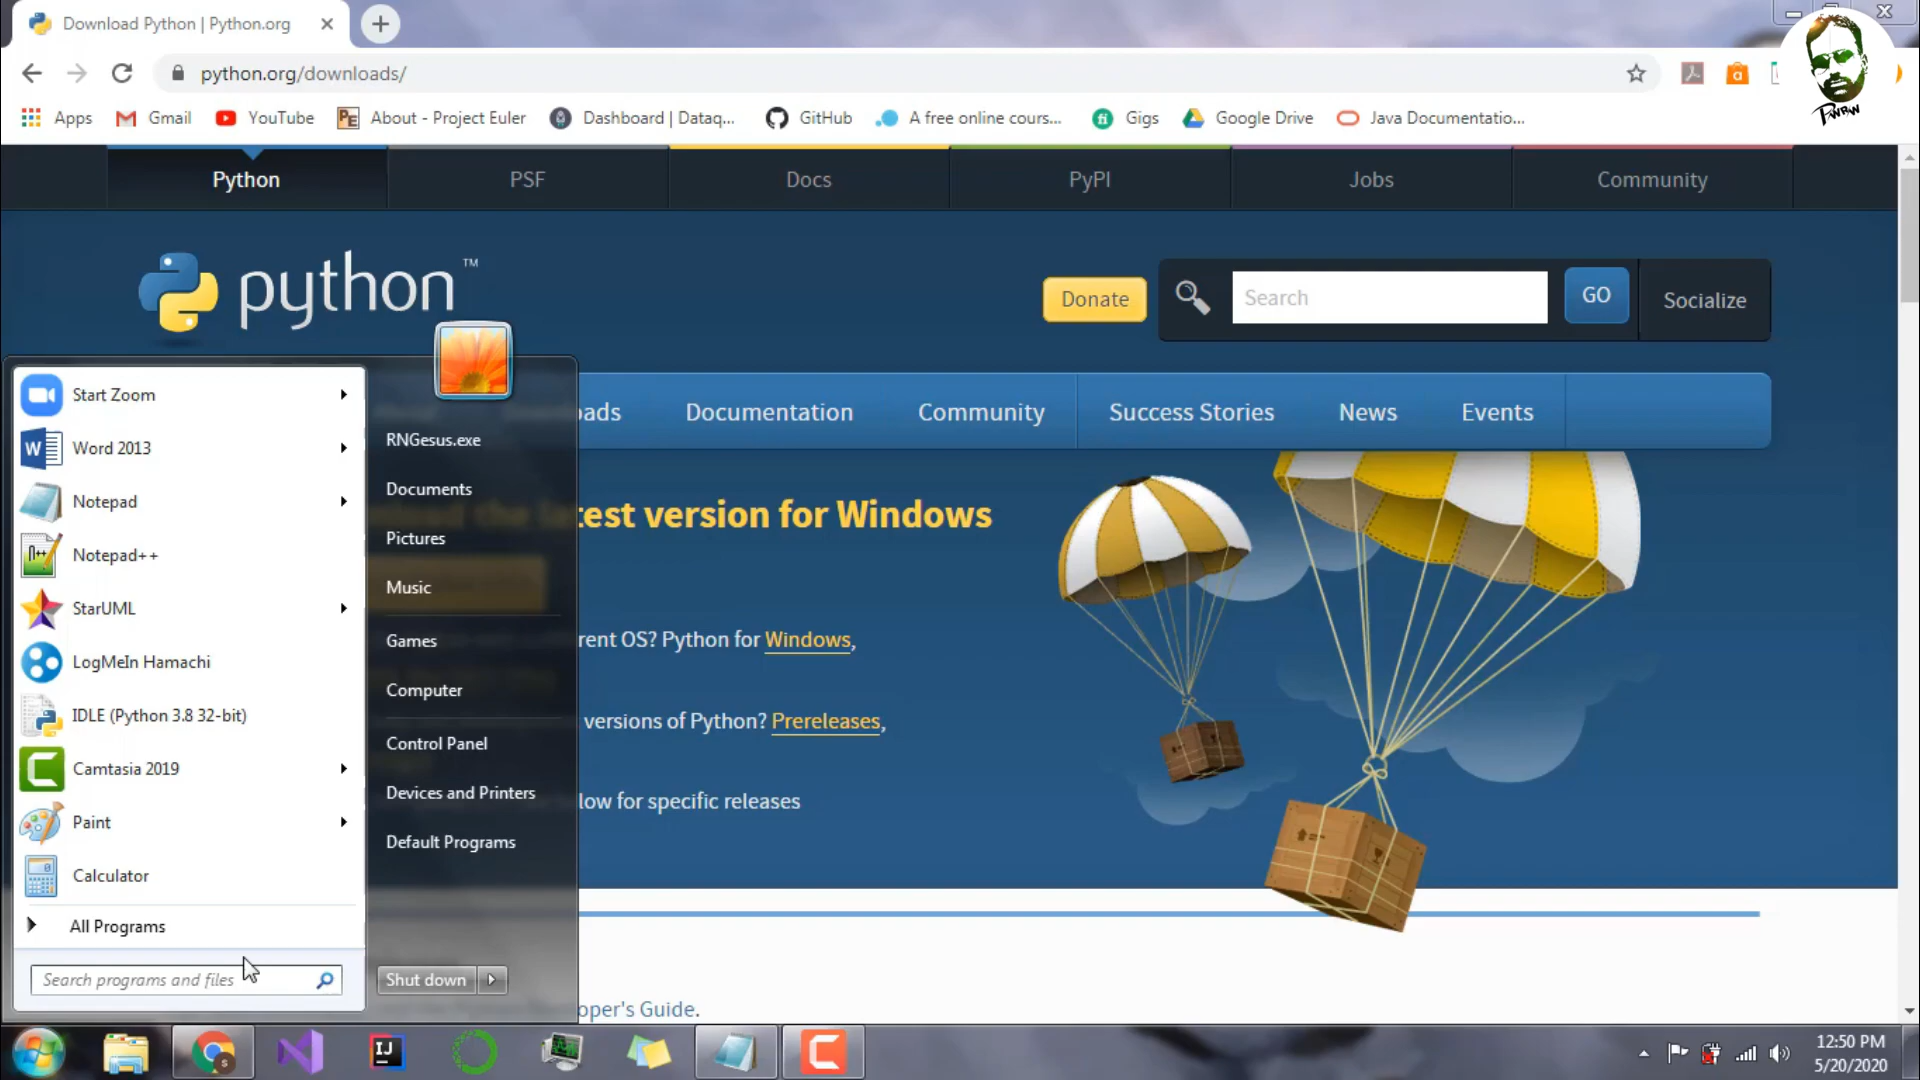 Download Python | Python.org
python.org/downloads/
Apps
Gmail
YouTube
About - Project Euler
Dashboard | Dataq...
GitHub
A free online cours...
Gigs
Google Drive
Java Documentatio...
Python
PSF
Docs
PyPI
Jobs
Community
python™
Donate
Search
GO
Socialize
oads
Documentation
Community
Success Stories
News
Events
test version for Windows
rent OS? Python for Windows,
versions of Python? Prereleases,
low for specific releases
oper's Guide.
Start Zoom
Word 2013
Notepad
Notepad++
StarUML
LogMeIn Hamachi
IDLE (Python 3.8 32-bit)
Camtasia 2019
Paint
Calculator
All Programs
Search programs and files
RNGesus.exe
Documents
Pictures
Music
Games
Computer
Control Panel
Devices and Printers
Default Programs
Shut down
12:50 PM
5/20/2020